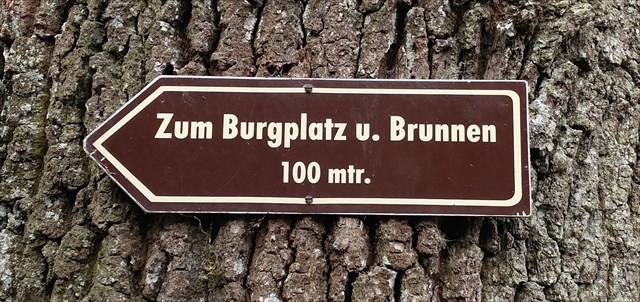 Zum Burgplatz u. Brunnen
100 mtr.